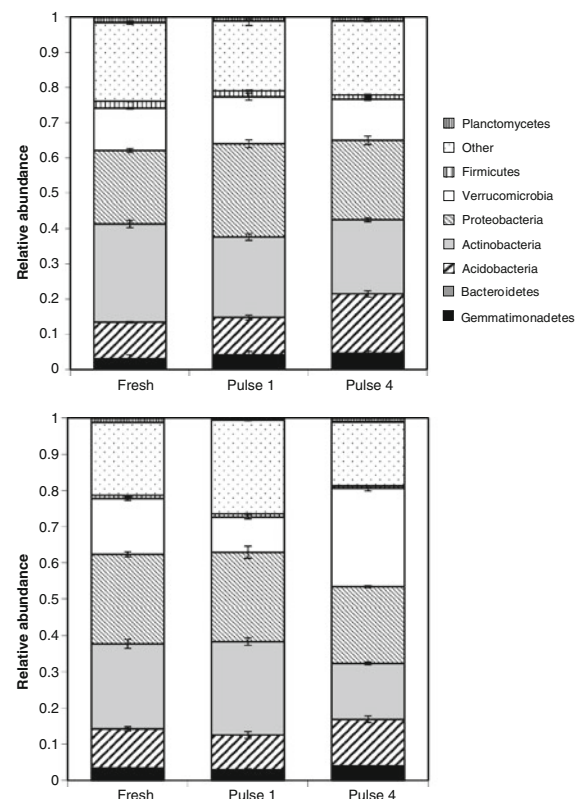 1
0.9
0.8
0.7
0.6
0.5
0.4
0.3
0.2
0.1
0
Relative abundance
Fresh Pulse 1 Pulse 4
Planctomycetes
Other
Firmicutes
Verrucomicrobia
Proteobacteria
Actinobacteria
Acidobacteria
Bacteroidetes
Gemmatimonadetes
1
0.9
0.8
0.7
0.6
0.5
0.4
0.3
0.2
0.1
0
Relative abundance
Fresh Pulse 1 Pulse 4